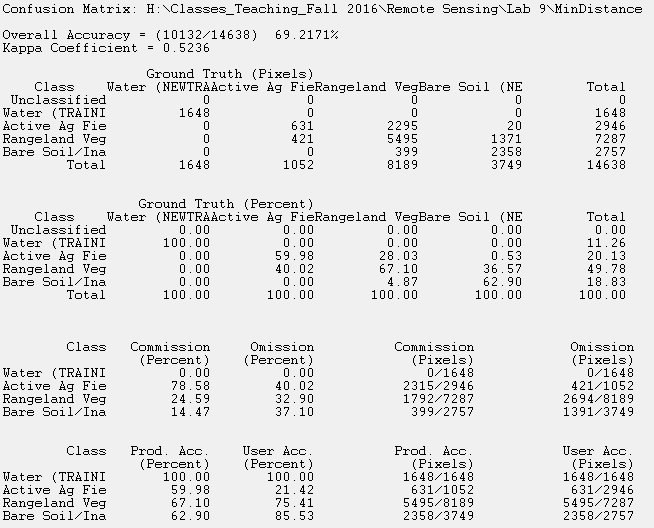 Confusion Matrix: H:\Classes_Teaching_Fall 2016\Remote Sensing\Lab 9\MinDistance
Overall Accuracy = (10132/14638) 69.2171%
Kappa Coefficient = 0.5236
Ground Truth (Pixels)
Class Water (NEWTRAActive Ag FieRangeland VegBare Soil (NE Total
Unclassified 0 0 0 0 0
Water (TRAINI 1648 0 0 0 1648
Active Ag Fie 0 631 2295 20 2946
Rangeland Veg 0 421 5495 1371 7287
Bare Soil/Ina 0 0 399 2358 2757
Total 1648 1052 8189 3749 14638
Ground Truth (Percent)
Class Water (NEWTRAActive Ag FieRangeland VegBare Soil (NE Total
Unclassified 0.00 0.00 0.00 0.00 0.00
Water (TRAINI 100.00 0.00 0.00 0.00 11.26
Active Ag Fie 0.00 59.98 28.03 0.53 20.13
Rangeland Veg 0.00 40.02 67.10 36.57 49.78
Bare Soil/Ina 0.00 0.00 4.87 62.90 18.83
Total 100.00 100.00 100.00 100.00 100.00
Class Commission Omission Commission Omission
(Percent) (Percent) (Pixels) (Pixels)
Water (TRAINI 0.00 0.00 0/1648 0/1648
Active Ag Fie 78.58 40.02 2315/2946 421/1052
Rangeland Veg 24.59 32.90 1792/7287 2694/8189
Bare Soil/Ina 14.47 37.10 399/2757 1391/3749
Class Prod. Acc. User Acc. Prod. Acc. User Acc.
(Percent) (Percent) (Pixels) (Pixels)
Water (TRAINI 100.00 100.00 1648/1648 1648/1648
Active Ag Fie 59.98 21.42 631/1052 631/2946
Rangeland Veg 67.10 75.41 5495/8189 5495/7287
Bare Soil/Ina 62.90 85.53 2358/3749 2358/2757